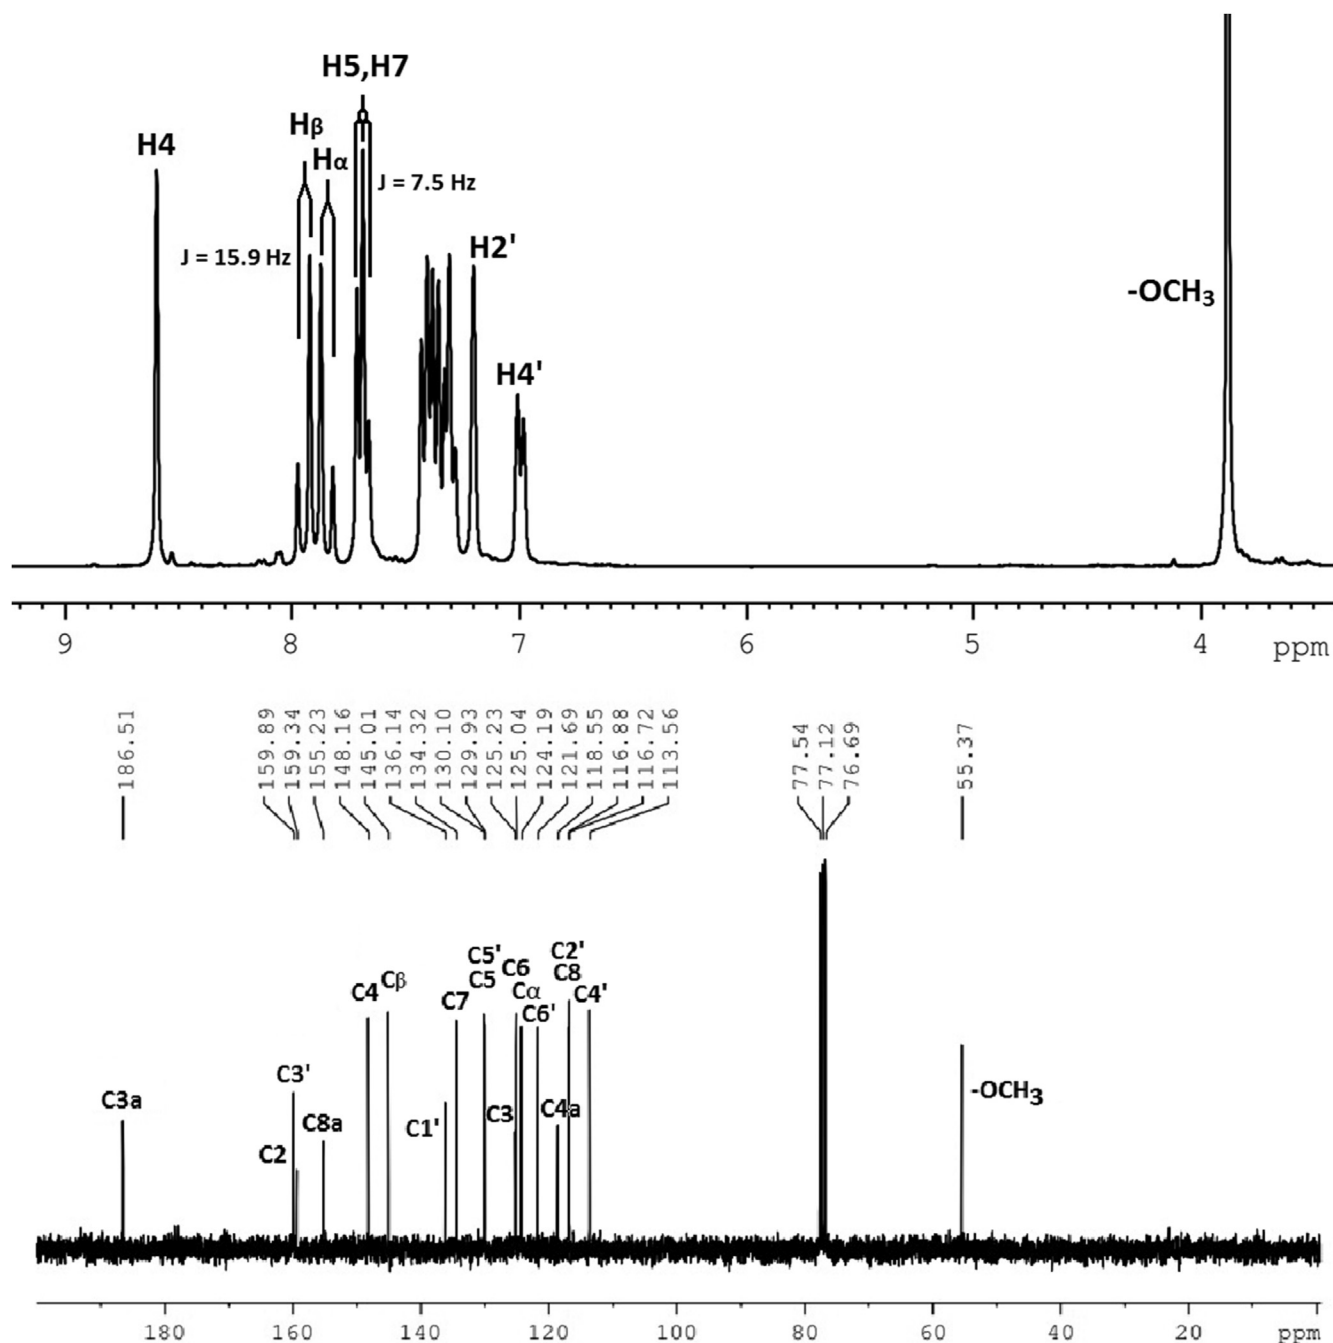 H5,H7
Hβ
H4
Hα
J = 7.5 Hz
H2'
J = 15.9 Hz
-OCH3
H4'
9 8 7 6 5 4 ppm
186.51
159.89
159.34
155.23
148.16
145.01
136.14
134.32
130.10
129.93
125.23
125.04
124.19
121.69
118.55
116.88
116.72
113.56
77.54
77.12
76.69
55.37
C5' C2'
C4 Cβ C5 C6 C8
C7 Cα C4'
C6'
C3'
C3a -OCH3
C8a C1' C3 C4a
C2
180 160 140 120 100 80 60 40 20 ppm